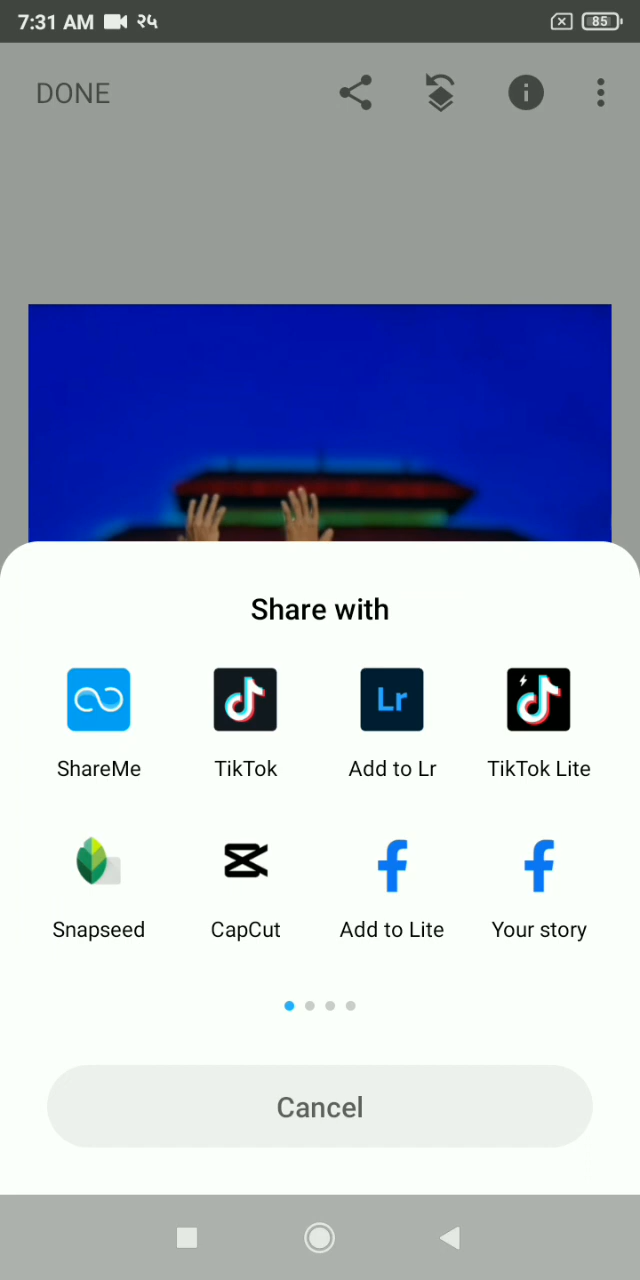 7:31 AM २५ 85
DONE
Share with
ShareMe TikTok Lr Add to Lr TikTok Lite
Snapseed CapCut Add to Lite Your story
Cancel